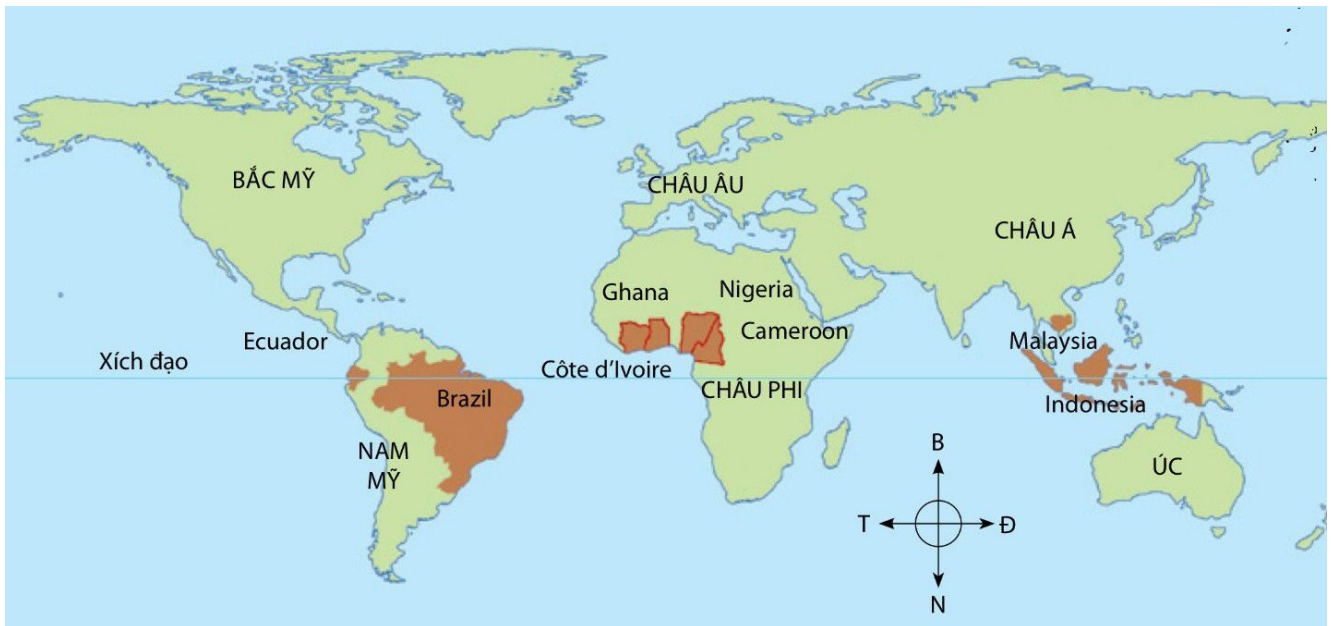 BẮC MỸ
CHÂU ÂU
CHÂU Á
Ghana
Nigeria
Ecuador
Cameroon
Malaysia
Xích đạo
Côte d’Ivoire
CHÂU PHI
Brazil
Indonesia
NAM
MỸ
ÚC
B
T
Đ
N